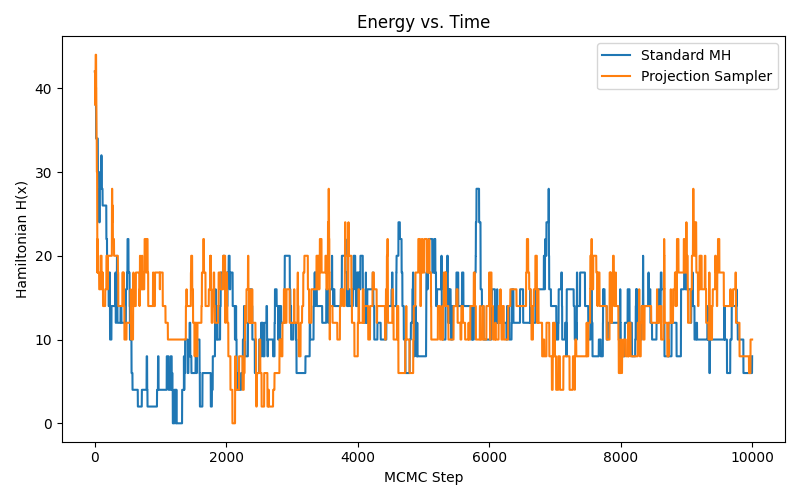 Energy vs. Time
Standard MH
Projection Sampler
Hamiltonian H(x)
40
30
20
10
0
0 2000 4000 6000 8000 10000
MCMC Step